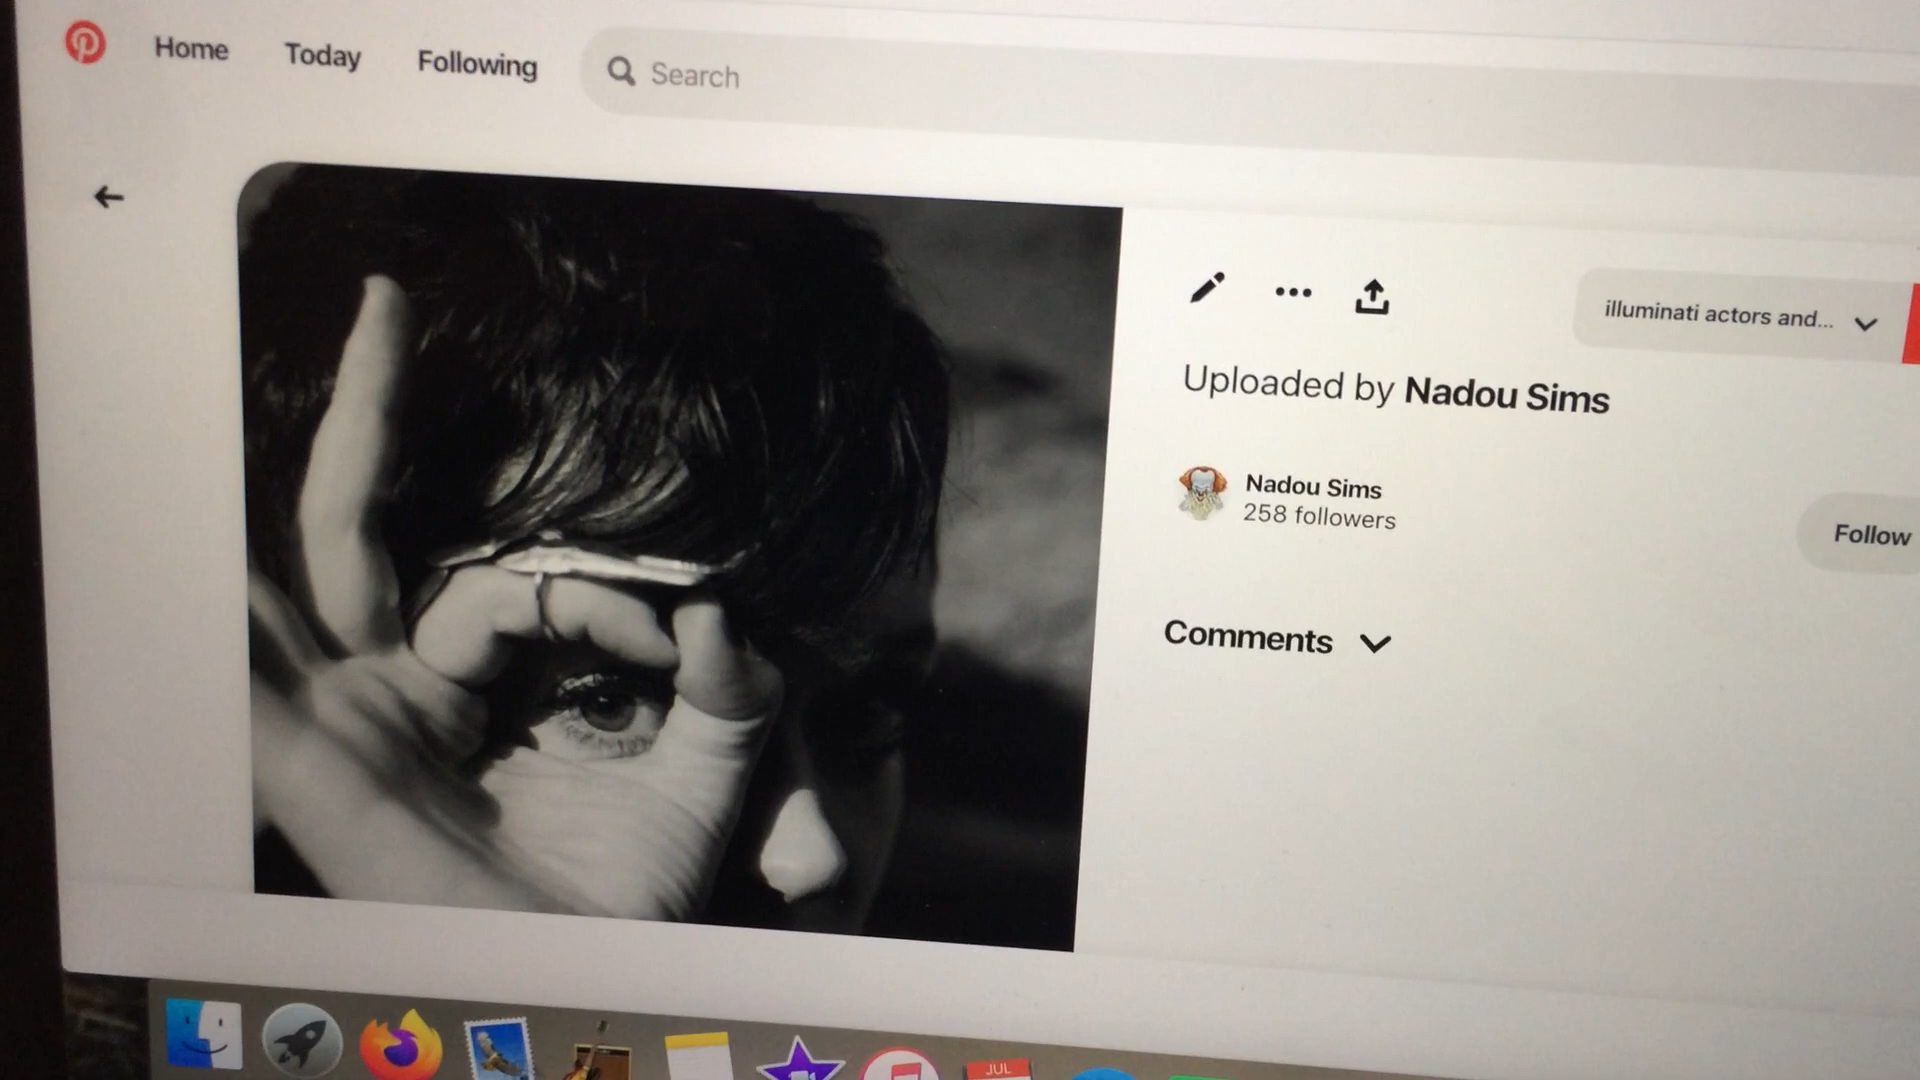 Home
Today
Following
Search
illuminati actors and...
Uploaded by Nadou Sims
Nadou Sims
258 followers
Follow
Comments
JUL